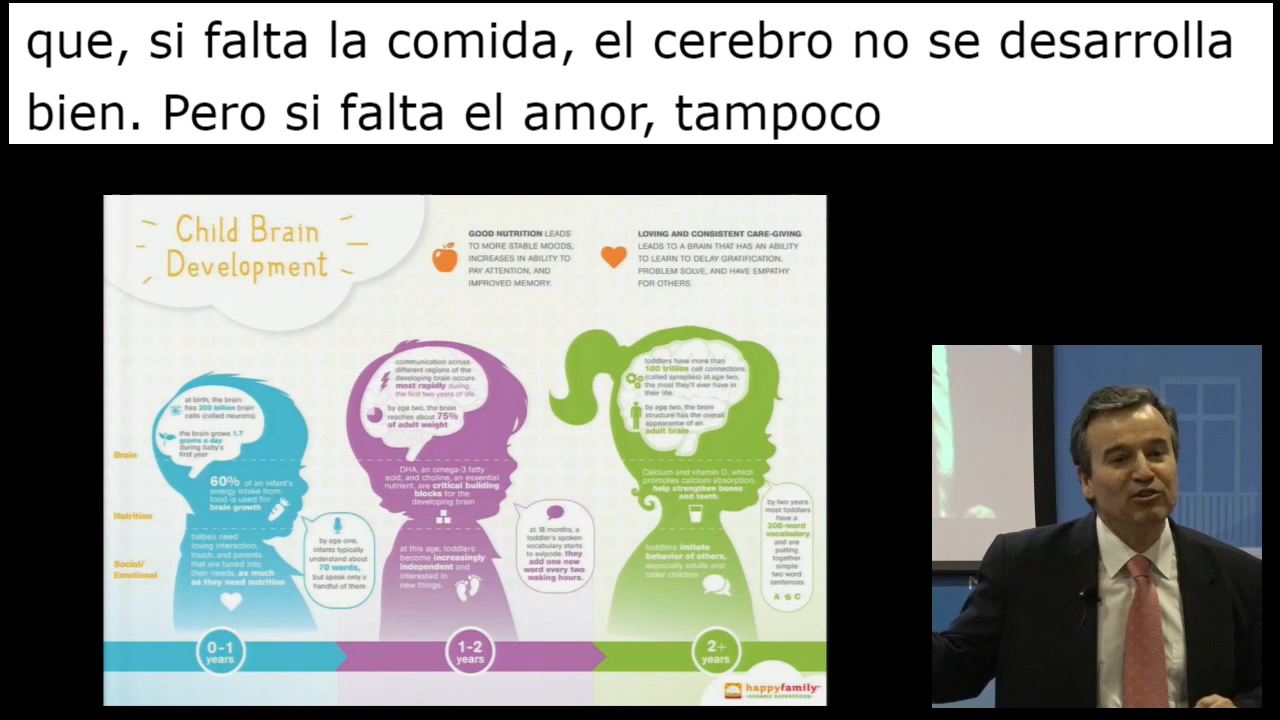 que, si falta la comida, el cerebro no se desarrolla
bien. Pero si falta el amor, tampoco
Child Brain
Development
GOOD NUTRITION LEADS
TO MORE STABLE MOODS,
INCREASES IN ABILITY TO
PAY ATTENTION, AND
IMPROVED MEMORY.
LOVING AND CONSISTENT CARE-GIVING
LEADS TO A BRAIN THAT HAS AN ABILITY
TO LEARN TO DELAY GRATIFICATION,
PROBLEM SOLVE, AND HAVE EMPATHY
FOR OTHERS.
Brain
Nutrition
Social/
Emotional
at birth, the brain
has 200 billion brain
cells (called neurons)
the brain grows 1.7
grams a day
during baby's
first year
60% of an infant's
energy intake from
food is used for
brain growth
babies need
loving interaction,
touch, and parents
that are tuned into
their needs, as much
as they need nutrition
by age one,
infants typically
understand about
70 words,
but speak only a
handful of them
communication across
different regions of the
developing brain occurs
most rapidly during
the first two years of life
by age two, the brain
reaches about 75%
of adult weight
DHA, an omega-3 fatty
acid, and choline, an essential
nutrient, are critical building
blocks for the
developing brain
at this age, toddlers
become increasingly
independent and
interested in
new things.
at 18 months, a
toddler's spoken
vocabulary starts
to explode. they
add one new
word every two
waking hours.
toddlers have more than
100 trillion cell connections
(called synapses) at age two,
the most they'll ever have in
their life.
by age two, the brain
structure has the overall
appearance of an
adult brain
Calcium and vitamin D, which
promotes calcium absorption,
help strengthen bones
and teeth.
toddlers imitate
behavior of others,
especially adults and
older children
by two years
most toddlers
have a
300-word
vocabulary
and are
putting
together
simple
two word
sentences.
A B C
0-1
years
1-2
years
2+
years
happyfamily
ORGANIC SUPERFOODS